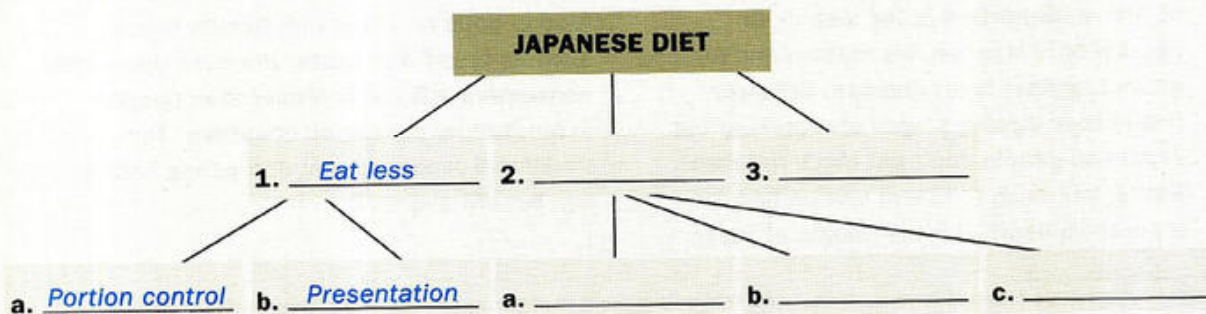 JAPANESE DIET
1. Eat less 2. 3.
a. Portion control b. Presentation a. b. c.